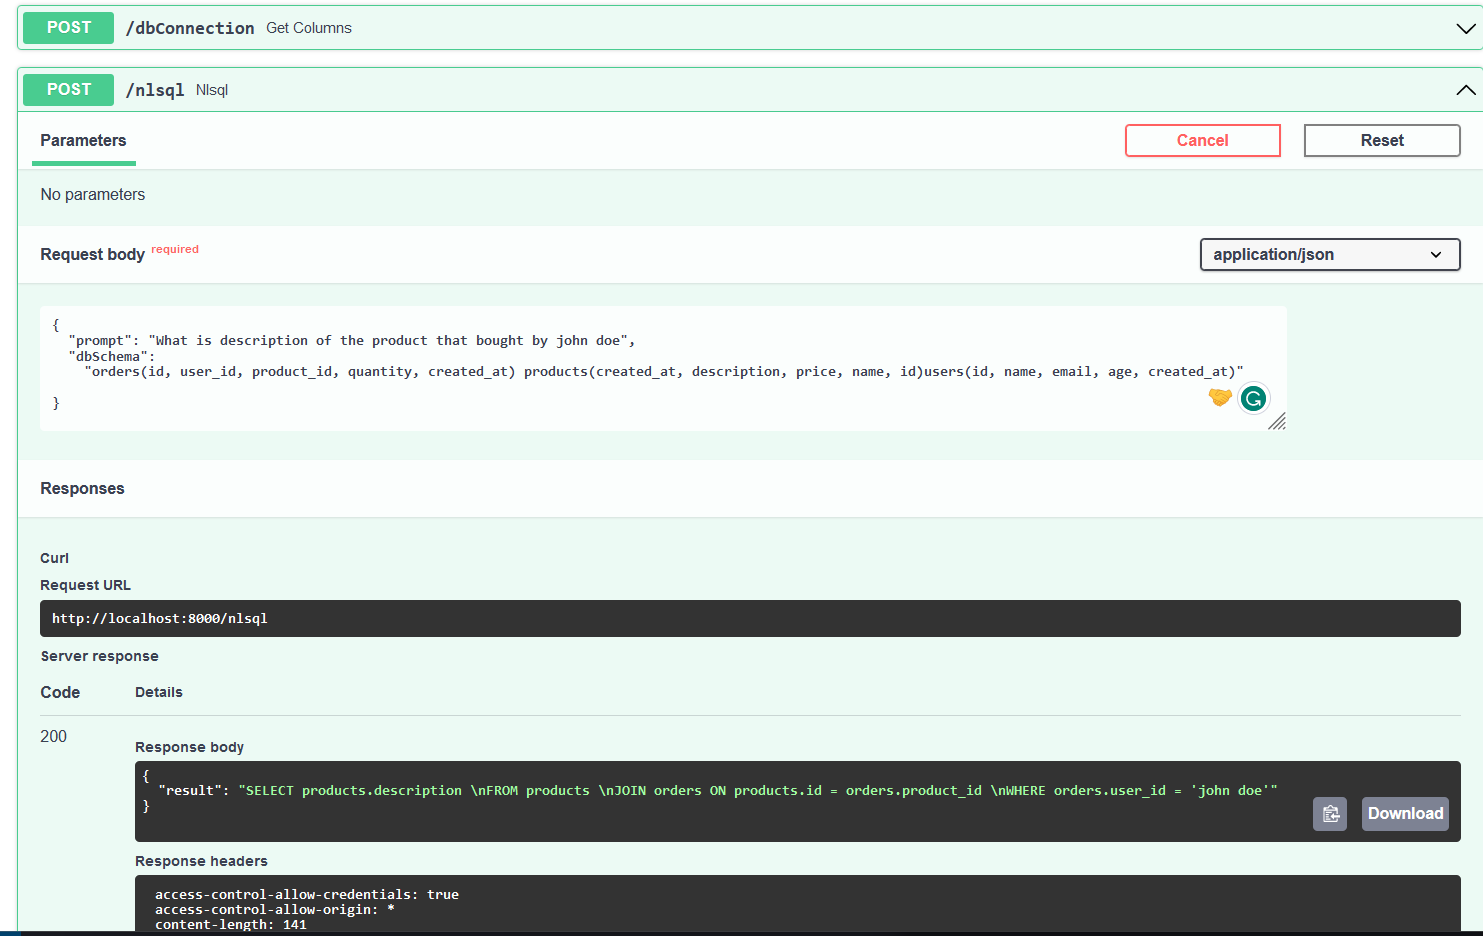 POST /dbConnection Get Columns
POST /nlsql Nlsql
Parameters Cancel Reset
No parameters
Request body required application/json
{
"prompt": "What is description of the product that bought by john doe",
"dbSchema":
"orders(id, user_id, product_id, quantity, created_at) products(created_at, description, price, name, id)users(id, name, email, age, created_at)"
}
Responses
Curl
Request URL
http://localhost:8000/nlsql
Server response
Code Details
200
Response body
{
"result": "SELECT products.description \nFROM products \nJOIN orders ON products.id = orders.product_id \nWHERE orders.user_id = 'john doe'"
}
Download
Response headers
access-control-allow-credentials: true
access-control-allow-origin: *
content-length: 141